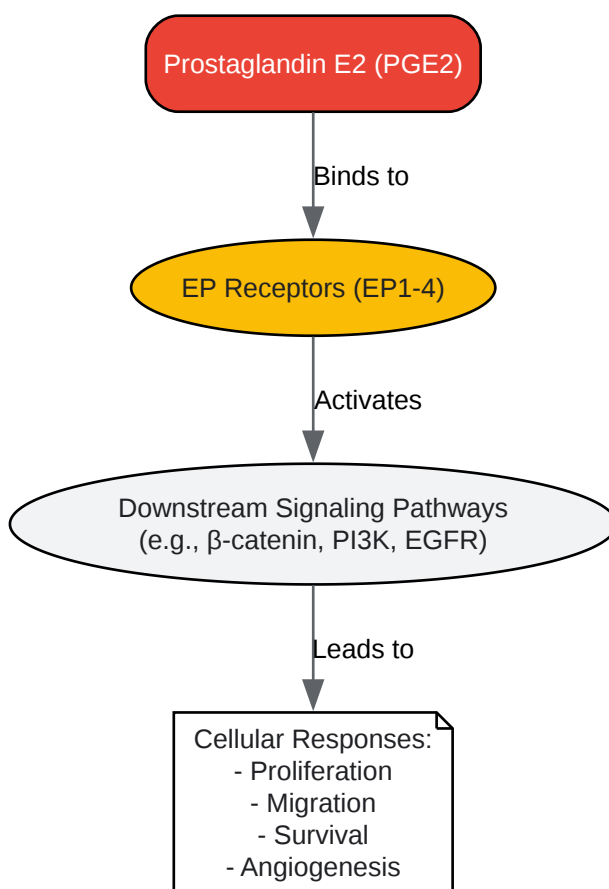 Prostaglandin E2 (PGE2)
Binds to
EP Receptors (EP1-4)
Activates
Downstream Signaling Pathways
(e.g., β-catenin, PI3K, EGFR)
Leads to
Cellular Responses:
- Proliferation
- Migration
- Survival
- Angiogenesis